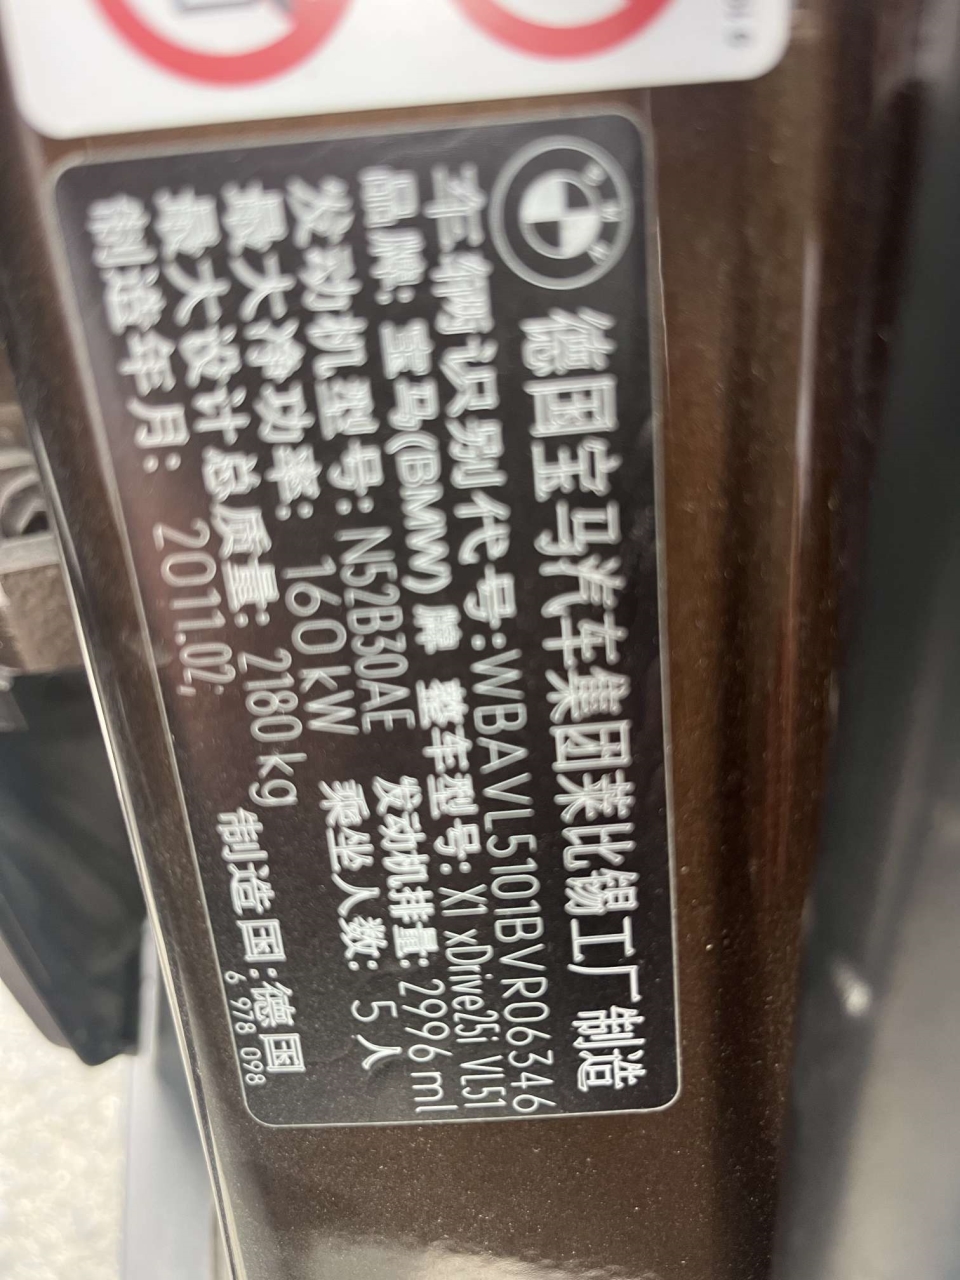 德国宝马汽车集团莱比锡工厂制造
车辆识别代号:WBAVL5101BVR06346
品牌: 宝马(BMW)牌 整车型号: X1 xDrive25i VL51
发动机型号: N52B30AE 发动机排量: 2996 ml
最大净功率: 160 kW 乘坐人数: 5 人
最大设计总质量: 2180 kg
制造年月: 2011.02; 制造国:德国
6 978 098